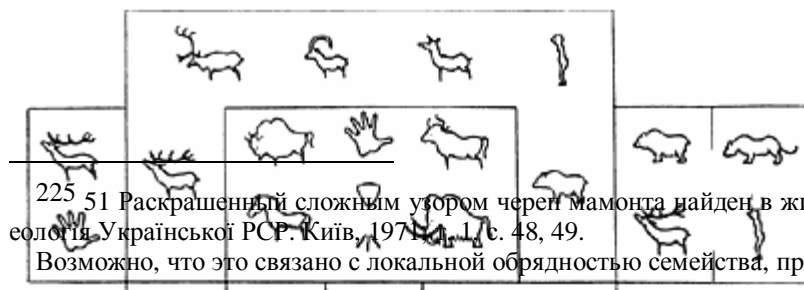 225 51 Раскрашенный сложным узором череп мамонта найден в жи
еологія Української РСР. Київ, 1971, т. 1, с. 48, 49.
Возможно, что это связано с локальной обрядностью семейства, пр